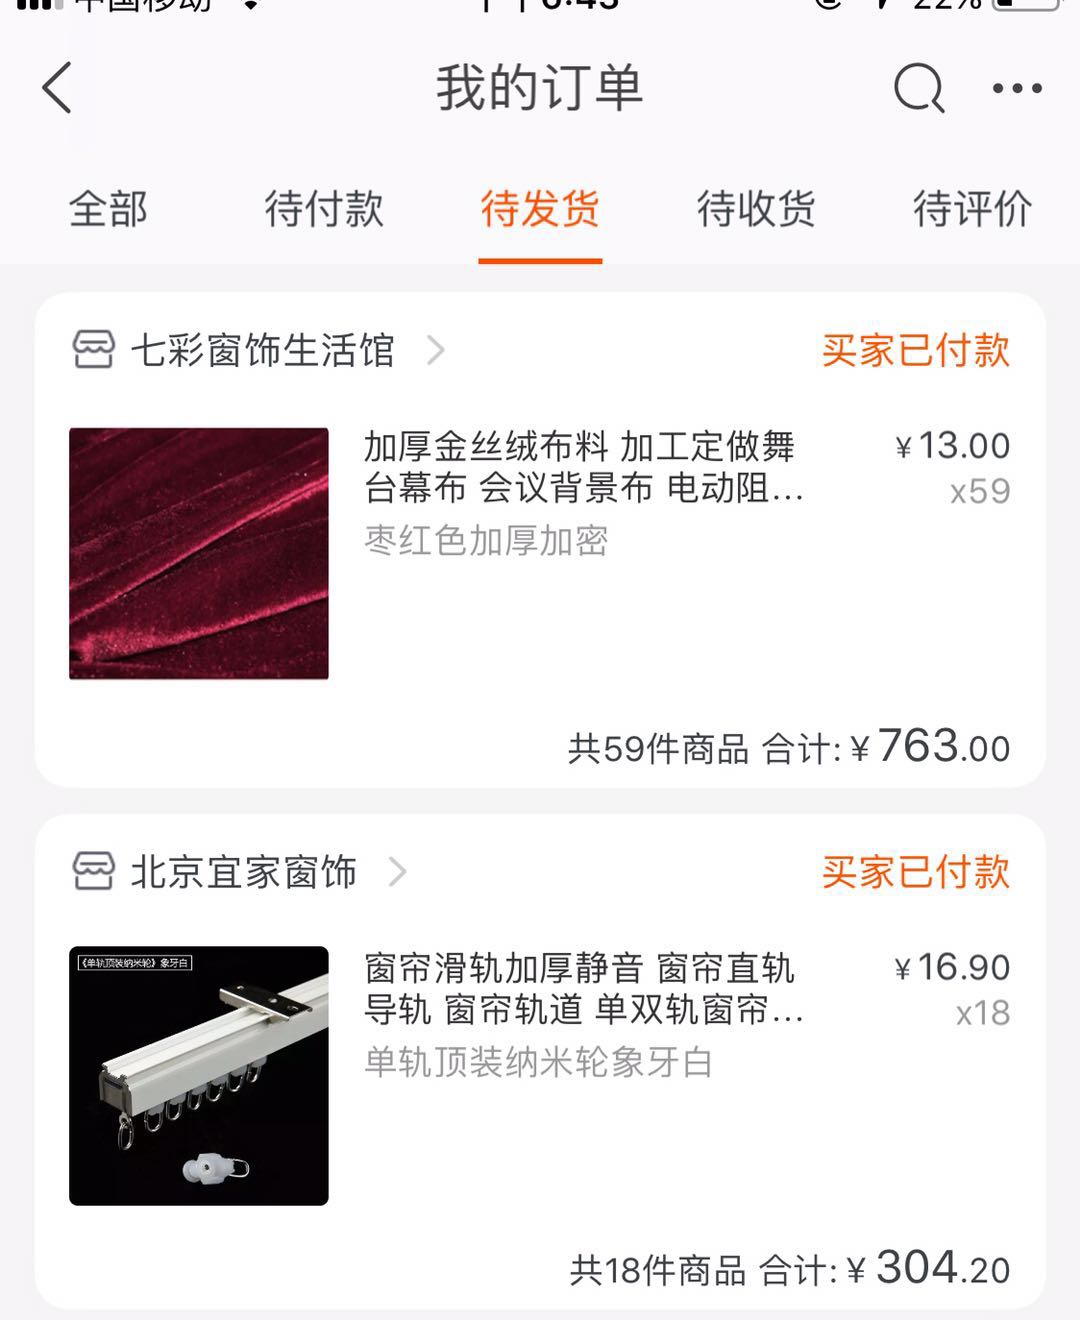 22%
我的订单
全部 待付款 待发货 待收货 待评价
七彩窗饰生活馆 买家已付款
加厚金丝绒布料 加工定做舞 ¥13.00
台幕布 会议背景布 电动阻... x59
枣红色加厚加密
共59件商品 合计:¥763.00
北京宜家窗饰 买家已付款
《单轨顶装纳米轮》象牙白
窗帘滑轨加厚静音 窗帘直轨 ¥16.90
导轨 窗帘轨道 单双轨窗帘... x18
单轨顶装纳米轮象牙白
共18件商品 合计:¥304.20